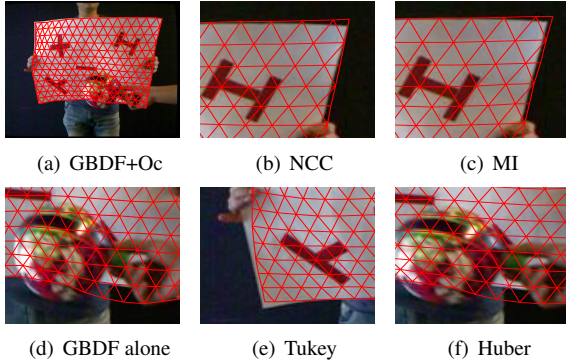 (a) GBDF+Oc
(b) NCC
(c) MI
(d) GBDF alone
(e) Tukey
(f) Huber